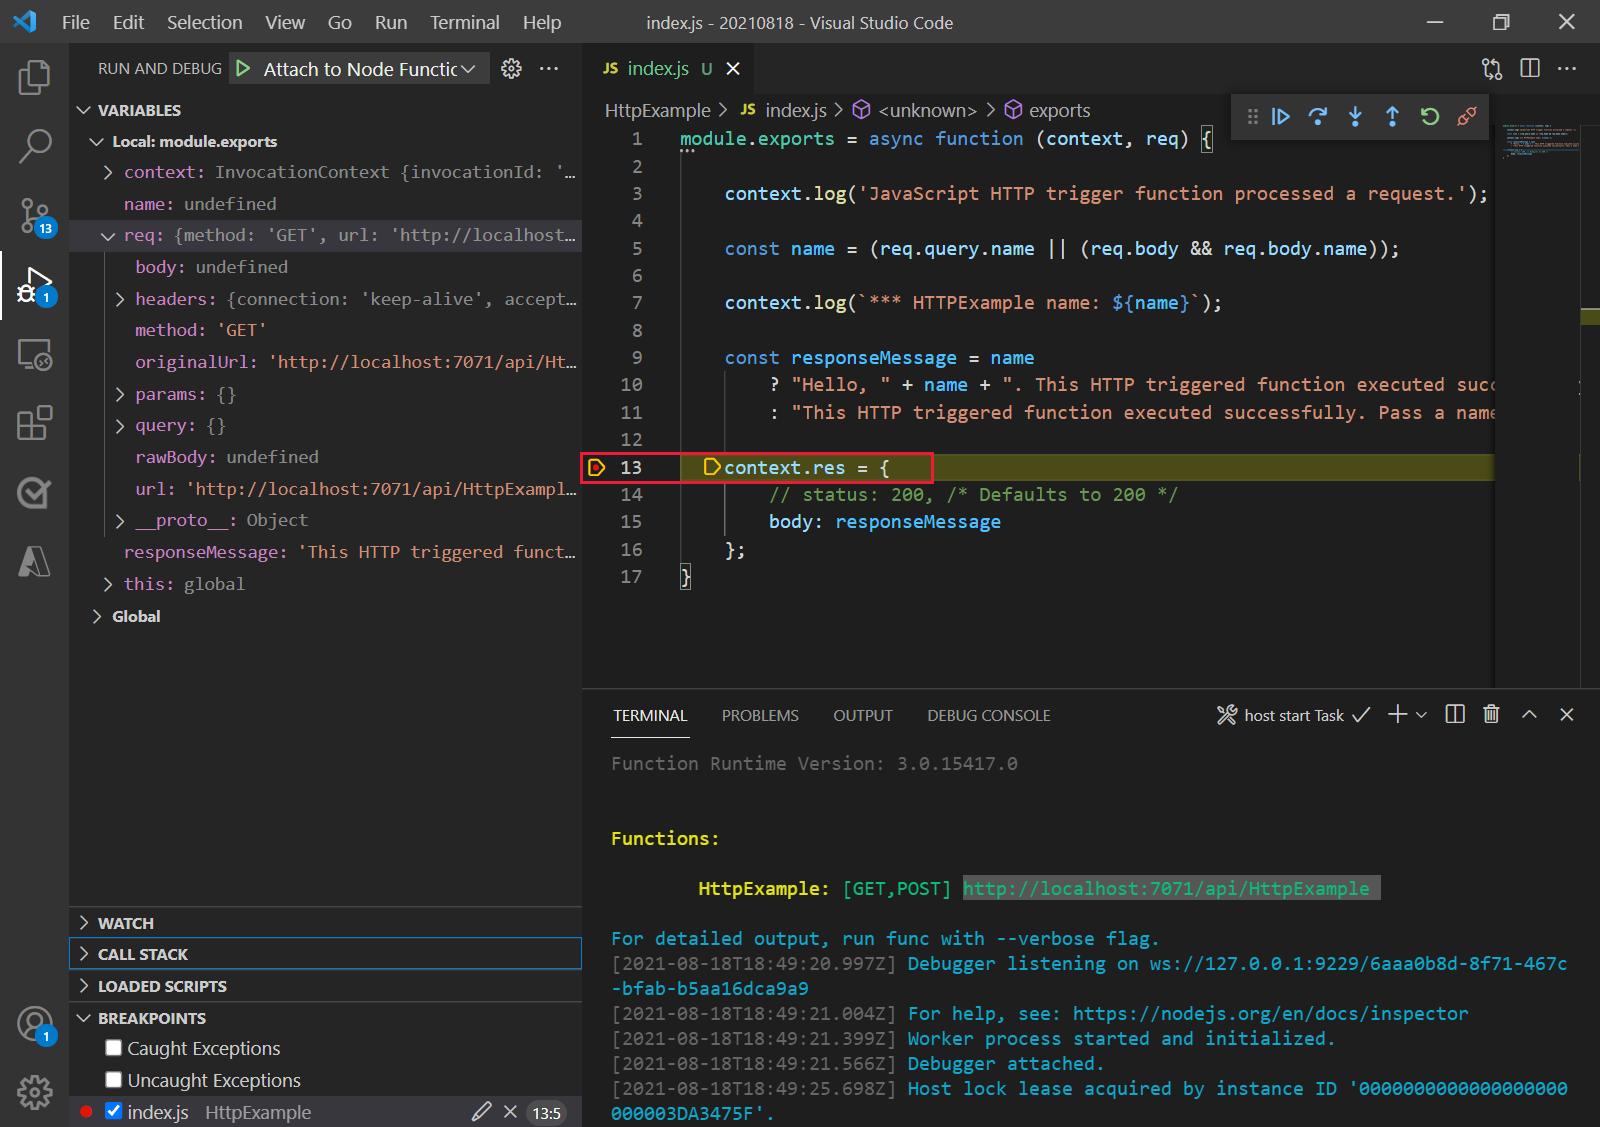 File Edit Selection View Go Run Terminal Help index.js - 20210818 - Visual Studio Code
RUN AND DEBUG Attach to Node Functic
VARIABLES
Local: module.exports
context: InvocationContext {invocationId: '…
name: undefined
req: {method: 'GET', url: 'http://localhost…
body: undefined
headers: {connection: 'keep-alive', accept…
method: 'GET'
originalUrl: 'http://localhost:7071/api/Ht…
params: {}
query: {}
rawBody: undefined
url: 'http://localhost:7071/api/HttpExampl…
__proto__: Object
responseMessage: 'This HTTP triggered funct…
this: global
Global
WATCH
CALL STACK
LOADED SCRIPTS
BREAKPOINTS
Caught Exceptions
Uncaught Exceptions
index.js HttpExample 13:5
13
1
1
JS index.js U
HttpExample > JS index.js > <unknown> > exports
1 module.exports = async function (context, req) {
2
3 context.log('JavaScript HTTP trigger function processed a request.');
4
5 const name = (req.query.name || (req.body && req.body.name));
6
7 context.log(`*** HTTPExample name: ${name}`);
8
9 const responseMessage = name
10 ? "Hello, " + name + ". This HTTP triggered function executed succ
11 : "This HTTP triggered function executed successfully. Pass a name
12
13 context.res = {
14 // status: 200, /* Defaults to 200 */
15 body: responseMessage
16 };
17 }
TERMINAL PROBLEMS OUTPUT DEBUG CONSOLE host start Task
Function Runtime Version: 3.0.15417.0
Functions:
HttpExample: [GET,POST] http://localhost:7071/api/HttpExample
For detailed output, run func with --verbose flag.
[2021-08-18T18:49:20.997Z] Debugger listening on ws://127.0.0.1:9229/6aaa0b8d-8f71-467c
-bfab-b5aa16dca9a9
[2021-08-18T18:49:21.004Z] For help, see: https://nodejs.org/en/docs/inspector
[2021-08-18T18:49:21.399Z] Worker process started and initialized.
[2021-08-18T18:49:21.566Z] Debugger attached.
[2021-08-18T18:49:25.698Z] Host lock lease acquired by instance ID '0000000000000000000
000003DA3475F'.